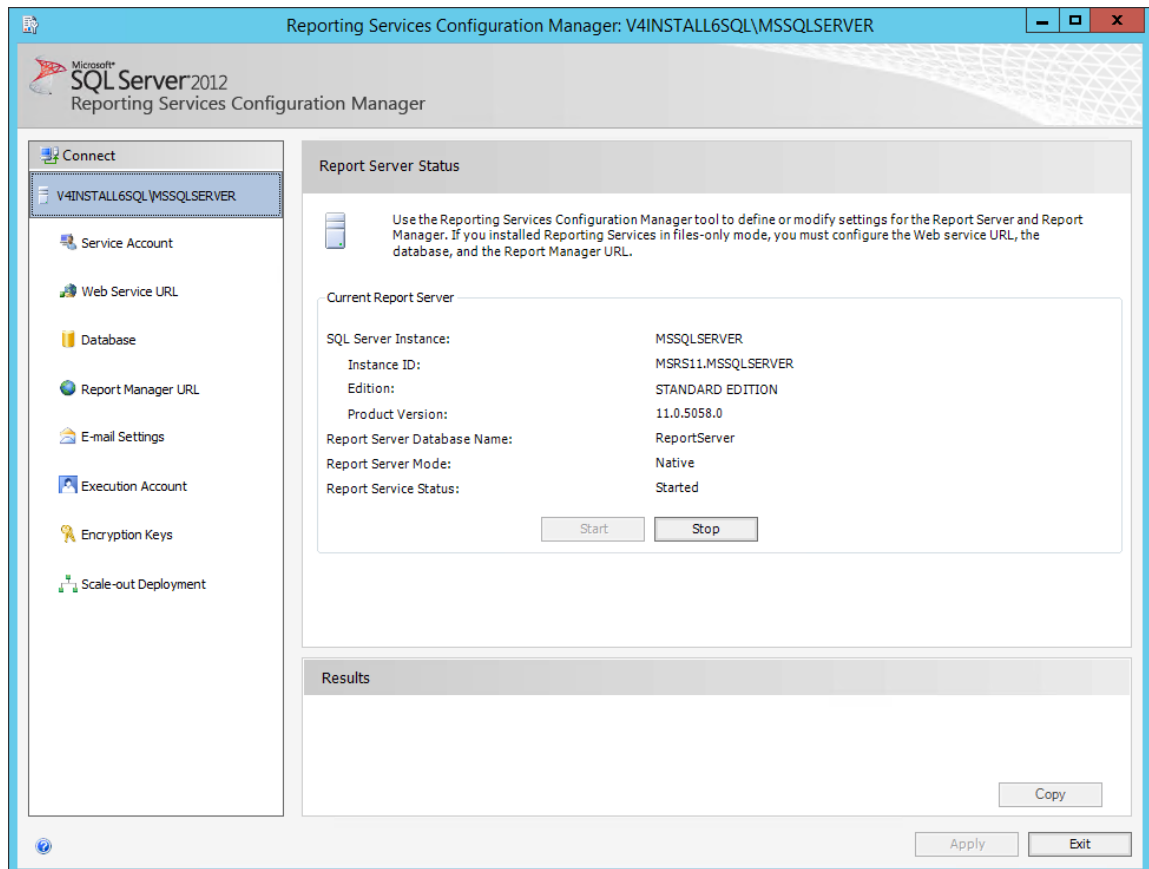 Reporting Services Configuration Manager: V4INSTALL6SQL\MSSQLSERVER
Microsoft®
SQL Server 2012
Reporting Services Configuration Manager
Connect
V4INSTALL6SQL\MSSQLSERVER
Service Account
Web Service URL
Database
Report Manager URL
E-mail Settings
Execution Account
Encryption Keys
Scale-out Deployment
Report Server Status
Use the Reporting Services Configuration Manager tool to define or modify settings for the Report Server and Report
Manager. If you installed Reporting Services in files-only mode, you must configure the Web service URL, the
database, and the Report Manager URL.
Current Report Server
SQL Server Instance: MSSQLSERVER
Instance ID: MSRS11.MSSQLSERVER
Edition: STANDARD EDITION
Product Version: 11.0.5058.0
Report Server Database Name: ReportServer
Report Server Mode: Native
Report Service Status: Started
Start Stop
Results
Copy
Apply Exit